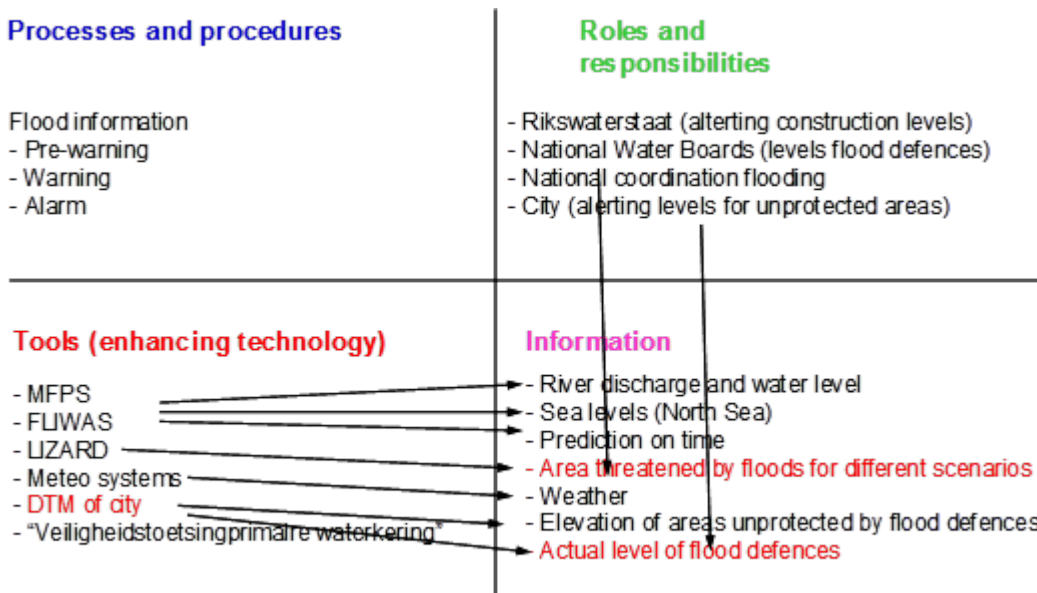 Processes and procedures
Flood information
- Pre-warning
- Warning
- Alarm
Roles and
responsibilities
- Rikswaterstaat (alterting construction levels)
- National Water Boards (levels flood defences)
- National coordination flooding
- City (alerting levels for unprotected areas)
Tools (enhancing technology)
- MFPS
- FLIWAS
- LIZARD
- Meteo systems
- DTM of city
- “Veiligheidstoetsingprimaire waterkering”
Information
- River discharge and water level
- Sea levels (North Sea)
- Prediction on time
- Area threatened by floods for different scenarios
- Weather
- Elevation of areas unprotected by flood defences
- Actual level of flood defences